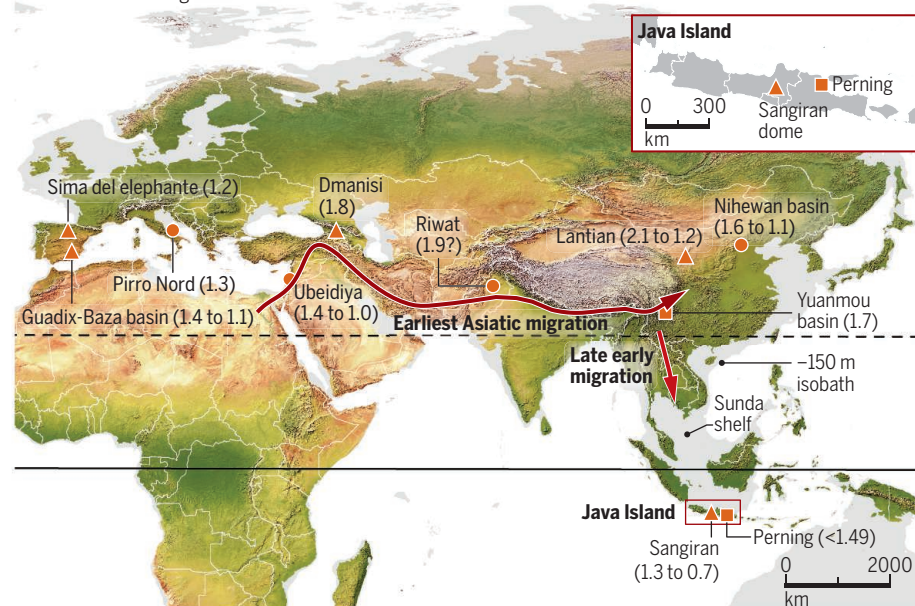 Java Island
Perning
0 300
km
Sangiran
dome
Sima del elephante (1.2)
Dmanisi
(1.8)
Riwat
(1.9?)
Lantian (2.1 to 1.2)
Nihewan basin
(1.6 to 1.1)
Pirro Nord (1.3)
Guadix-Baza basin (1.4 to 1.1)
Ubeidiya
(1.4 to 1.0)
Earliest Asiatic migration
Yuanmou
basin (1.7)
Late early
migration
–150 m
isobath
Sunda
shelf
Java Island
Sangiran
(1.3 to 0.7)
Perning (<1.49)
0 2000
km